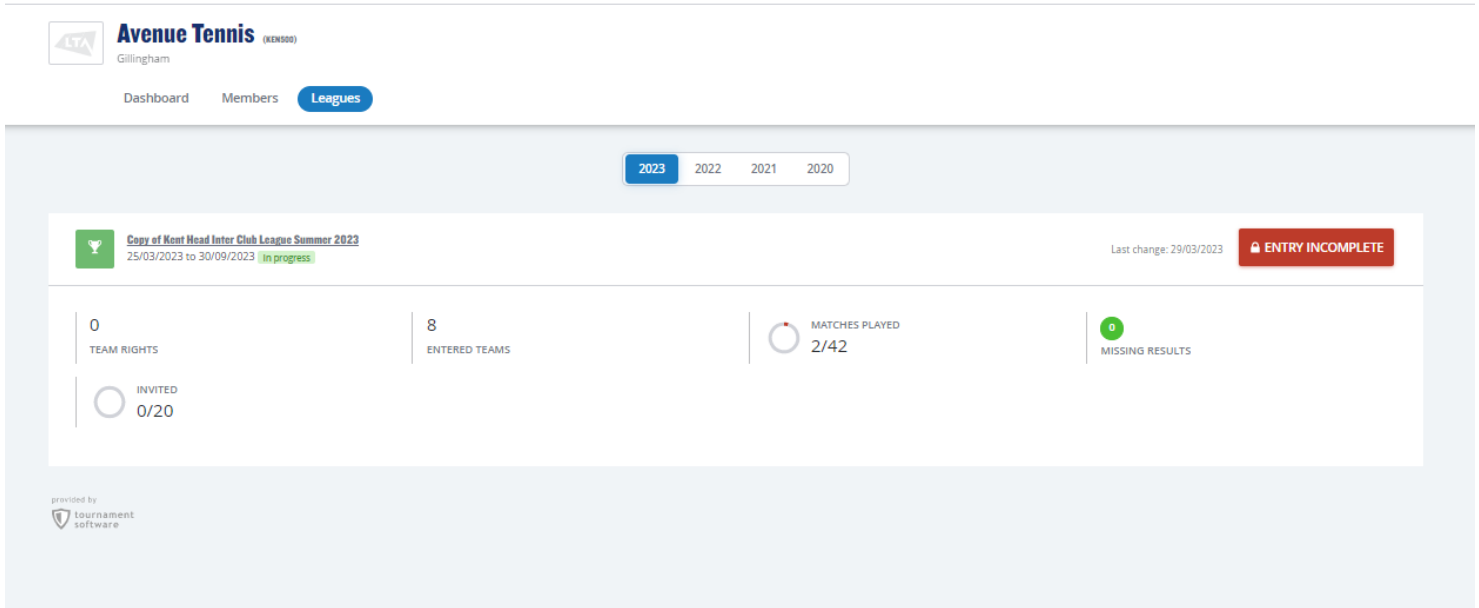 LTA
Avenue Tennis (KEN500)
Gillingham
Dashboard Members Leagues
2023 2022 2021 2020
Copy of Kent Head Inter Club League Summer 2023
25/03/2023 to 30/09/2023 In progress
Last change: 29/03/2023
ENTRY INCOMPLETE
0
TEAM RIGHTS
8
ENTERED TEAMS
MATCHES PLAYED
2/42
0
MISSING RESULTS
INVITED
0/20
provided by
tournament
software